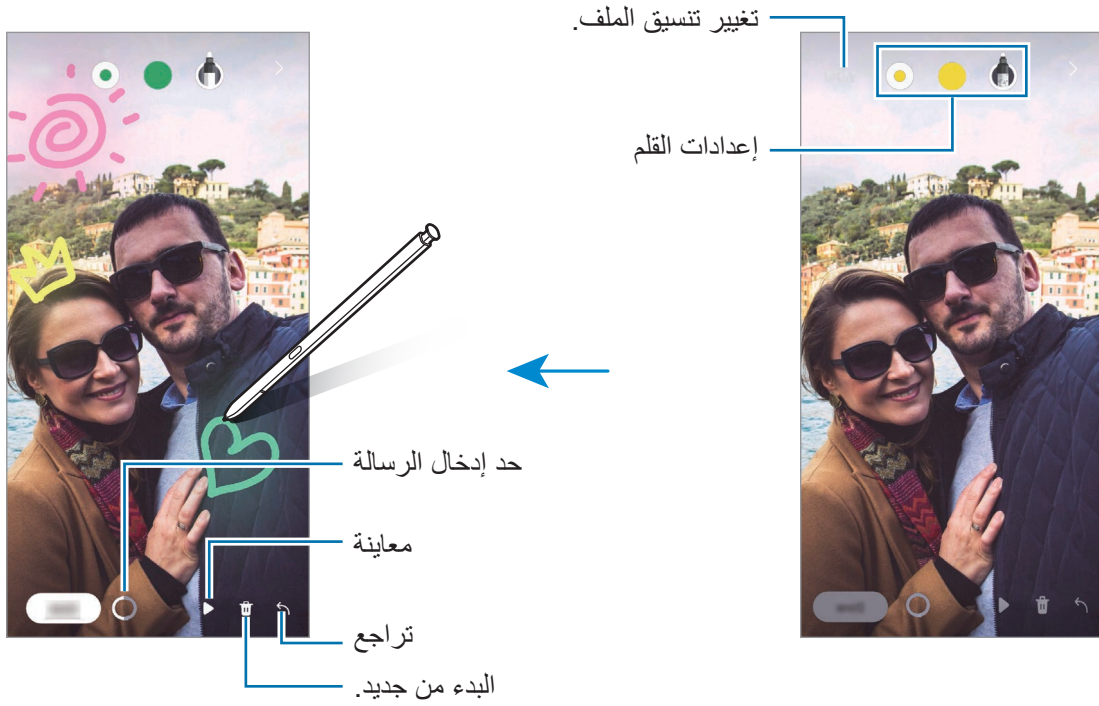 تغيير تنسيق الملف.
إعدادات القلم
حد إدخال الرسالة
معاينة
تراجع
البدء من جديد.